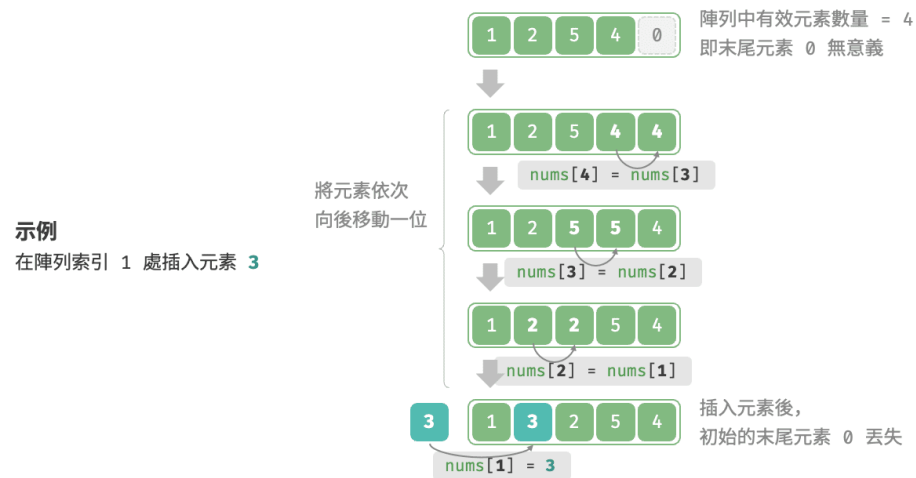 1 2 5 4 0
陣列中有效元素數量 = 4
即末尾元素 0 無意義
1 2 5 4 4
nums[4] = nums[3]
將元素依次
向後移動一位
1 2 5 5 4
nums[3] = nums[2]
示例
在陣列索引 1 處插入元素 3
1 2 2 5 4
nums[2] = nums[1]
3 1 3 2 5 4
插入元素後,
初始的末尾元素 0 丟失
nums[1] = 3